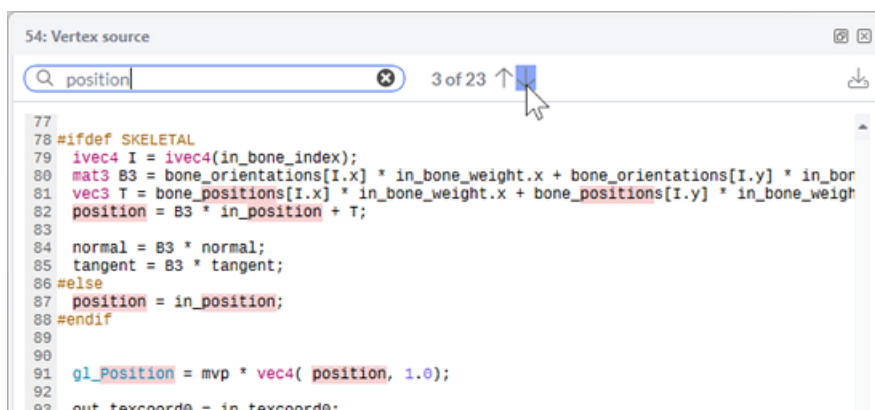 54: Vertex source
position
3 of 23
77
78 #ifdef SKELETAL
79 ivec4 I = ivec4(in_bone_index);
80 mat3 B3 = bone_orientations[I.x] * in_bone_weight.x + bone_orientations[I.y] * in_bon
81 vec3 T = bone_positions[I.x] * in_bone_weight.x + bone_positions[I.y] * in_bone_weigh
82 position = B3 * in_position + T;
83
84 normal = B3 * normal;
85 tangent = B3 * tangent;
86 #else
87 position = in_position;
88 #endif
89
90
91 gl_Position = mvp * vec4( position, 1.0);
92
93 out_texcoord0 = in_texcoord0;